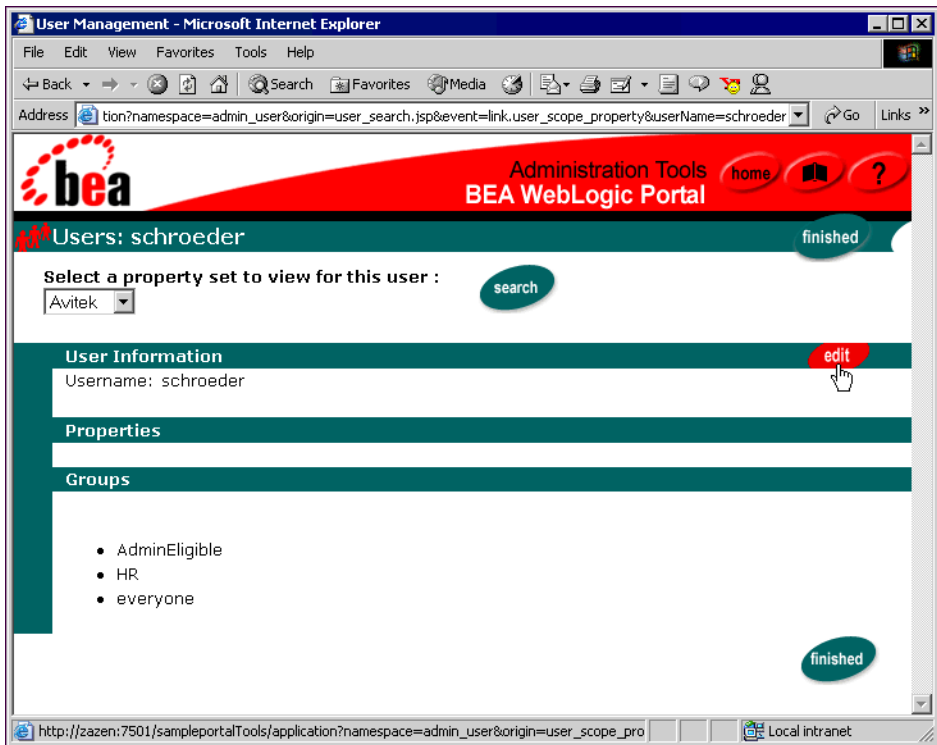 User Management - Microsoft Internet Explorer
File Edit View Favorites Tools Help
Back Search Favorites Media
Address tion?namespace=admin_user&origin=user_search.jsp&event=link.user_scope_property&userName=schroeder Go Links »
bea
Administration Tools
BEA WebLogic Portal
home ?
Users: schroeder
finished
Select a property set to view for this user :
Avitek
search
User Information
edit
Username: schroeder
Properties
Groups
• AdminEligible
• HR
• everyone
finished
http://zazen:7501/sampleportalTools/application?namespace=admin_user&origin=user_scope_pro Local intranet